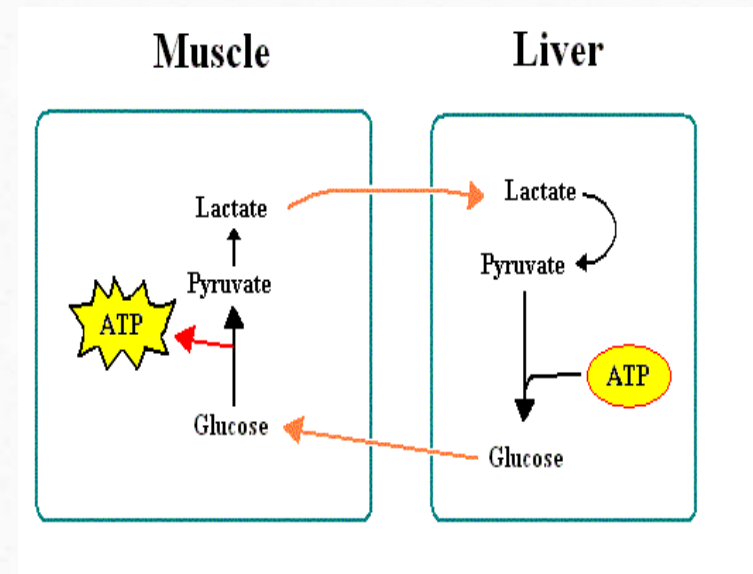 Muscle
Liver
Lactate
Pyruvate
ATP
Glucose
Lactate
Pyruvate
ATP
Glucose